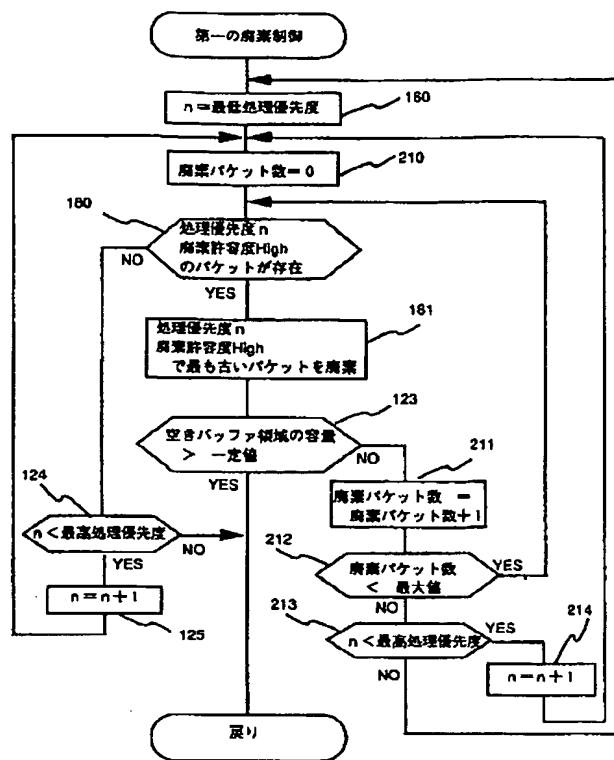 第一の廃棄制御
n=最低処理優先度
160
廃棄パケット数=0
210
180
処理優先度n
廃棄許容度High
のパケットが存在
NO
YES
処理優先度n
廃棄許容度High
で最も古いパケットを廃棄
181
空きバッファ領域の容量
> 一定値
123
NO
YES
211
廃棄パケット数 =
廃棄パケット数+1
124
n<最高処理優先度
NO
YES
212
廃棄パケット数
< 最大値
YES
NO
n=n+1
125
213
n<最高処理優先度
YES
NO
214
n=n+1
戻り